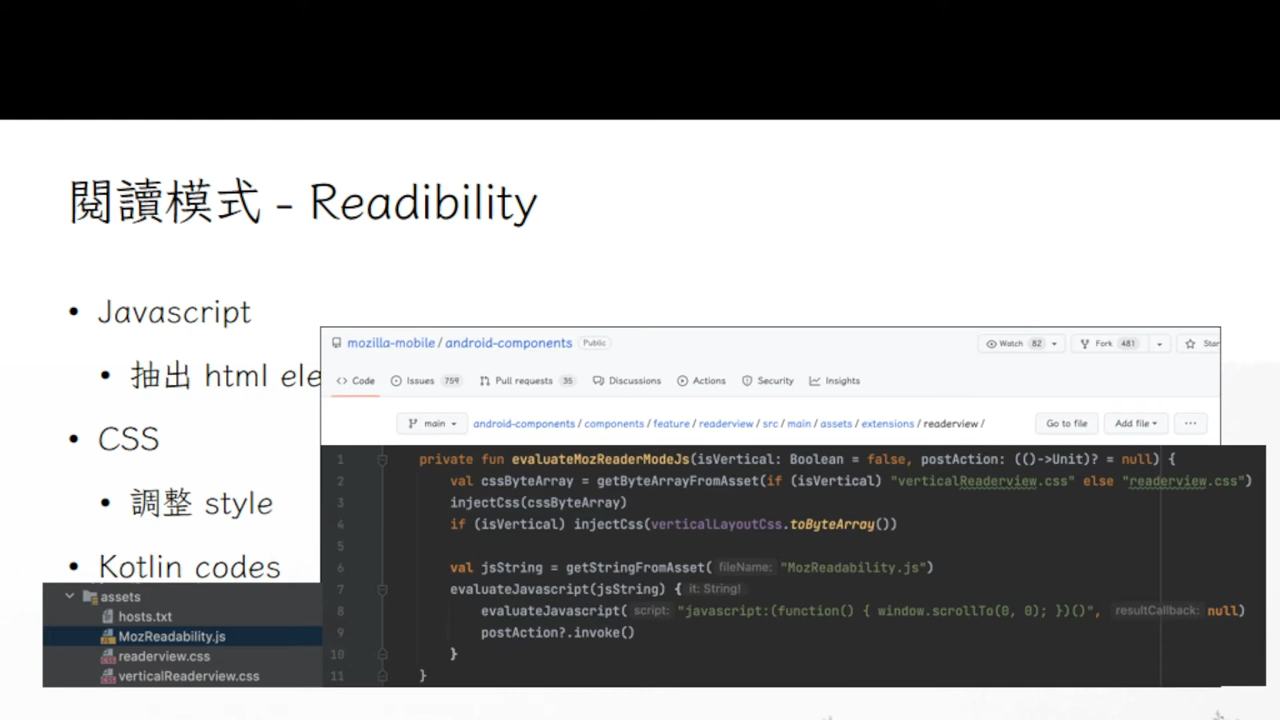 閱讀模式 - Readibility
• Javascript
• 抽出 html ele
• CSS
• 調整 style
• Kotlin codes
mozilla-mobile / android-components Public
Watch 82
Fork 481
Star
Code
Issues 759
Pull requests 35
Discussions
Actions
Security
Insights
main
android-components / components / feature / readerview / src / main / assets / extensions / readerview /
Go to file
Add file
...
assets
hosts.txt
MozReadability.js
readerview.css
verticalReaderview.css
1 private fun evaluateMozReaderModeJs(isVertical: Boolean = false, postAction: (()->Unit)? = null) {
2 val cssByteArray = getByteArrayFromAsset(if (isVertical) "verticalReaderview.css" else "readerview.css")
3 injectCss(cssByteArray)
4 if (isVertical) injectCss(verticalLayoutCss.toByteArray())
5
6 val jsString = getStringFromAsset( fileName: "MozReadability.js")
7 evaluateJavascript(jsString) { it: String!
8 evaluateJavascript( script: "javascript:(function() { window.scrollTo(0, 0); })()", resultCallback: null)
9 postAction?.invoke()
10 }
11 }